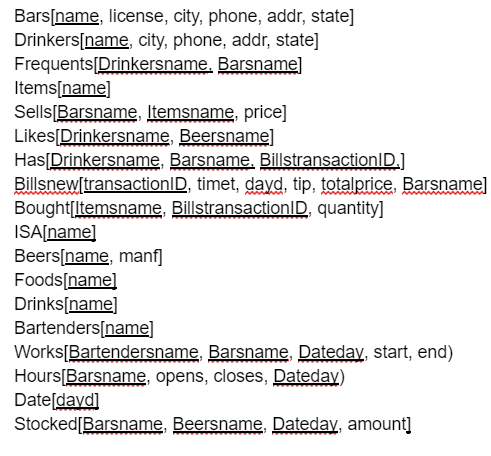 Bars[name, license, city, phone, addr, state]
Drinkers[name, city, phone, addr, state]
Frequents[Drinkersname, Barsname]
Items[name]
Sells[Barsname, Itemsname, price]
Likes[Drinkersname, Beersname]
Has[Drinkersname, Barsname, BillstransactionID,]
Billsnew[transactionID, timet, dayd, tip, totalprice, Barsname]
Bought[Itemsname, BillstransactionID, quantity]
ISA[name]
Beers[name, manf]
Foods[name]
Drinks[name]
Bartenders[name]
Works[Bartendersname, Barsname, Dateday, start, end)
Hours[Barsname, opens, closes, Dateday)
Date[dayd]
Stocked[Barsname, Beersname, Dateday, amount]